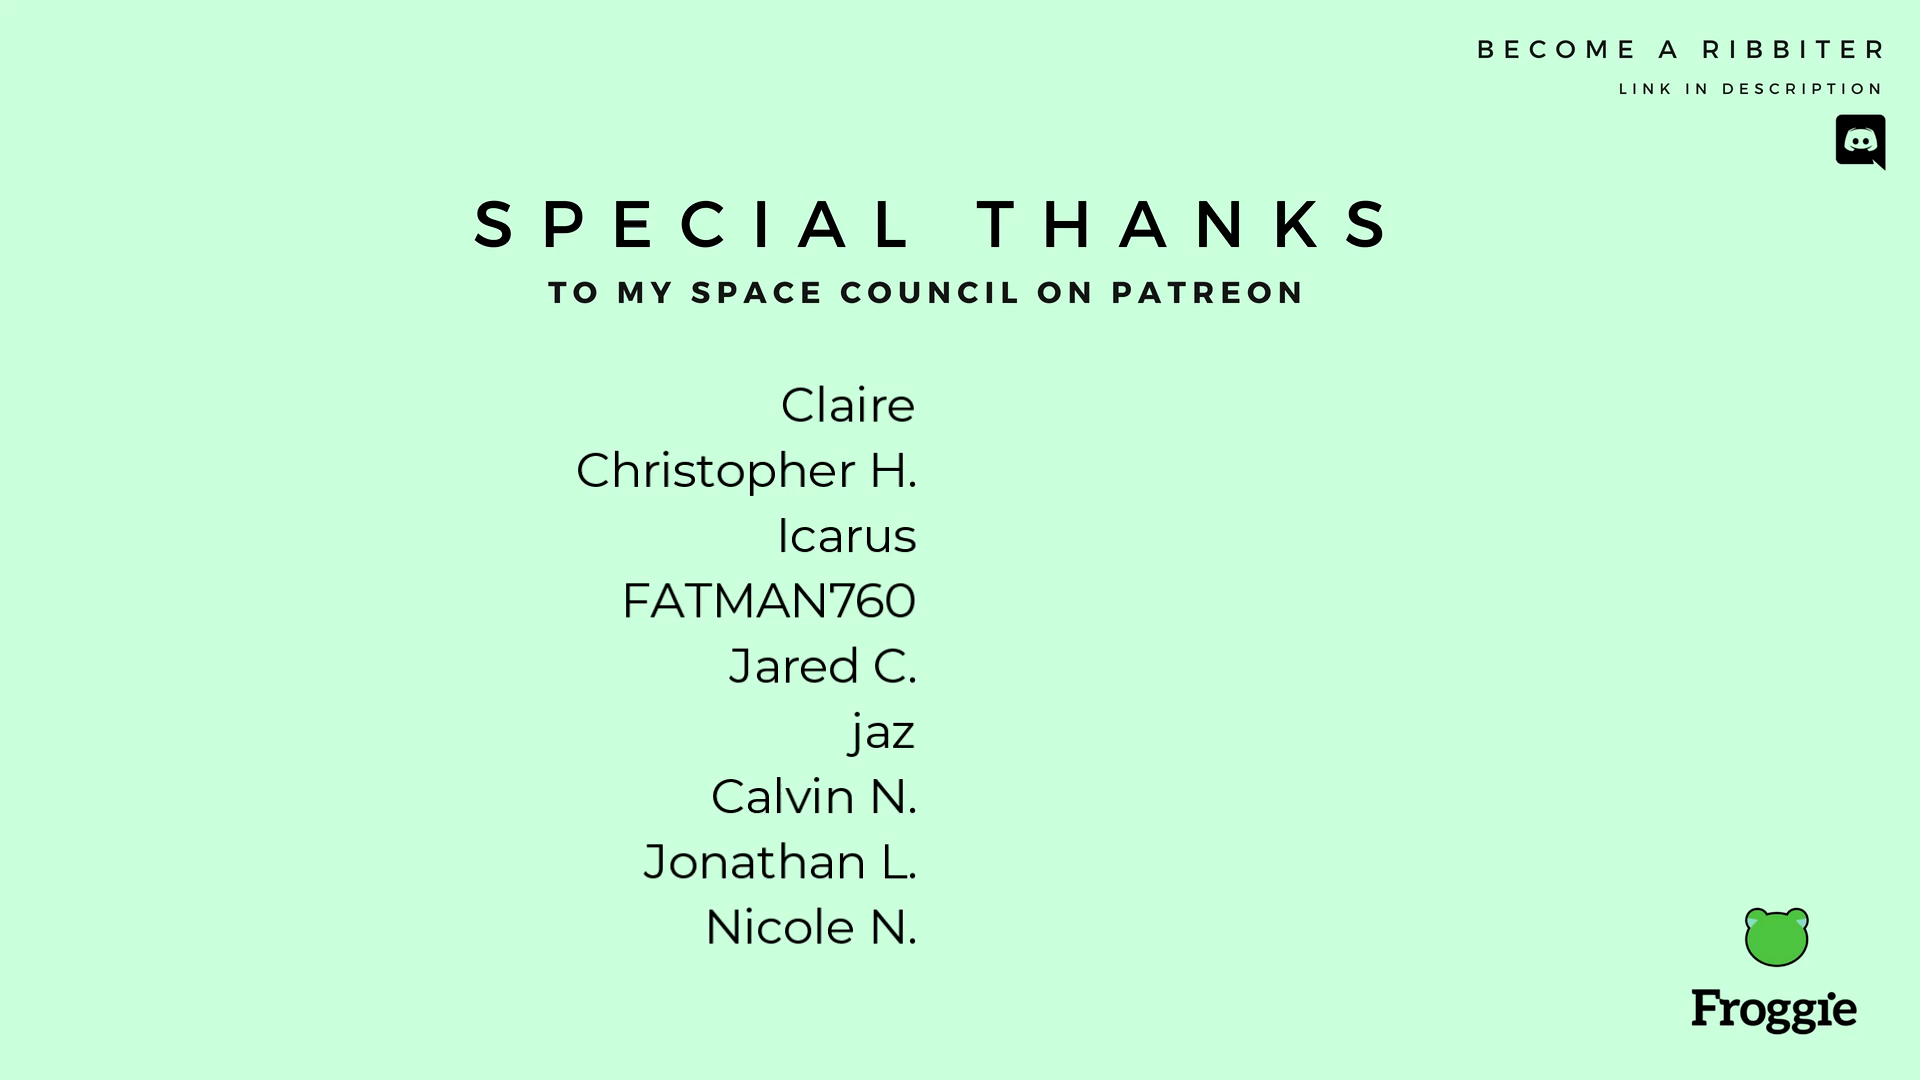 BECOME A RIBBITER
LINK IN DESCRIPTION
SPECIAL THANKS
TO MY SPACE COUNCIL ON PATREON
Claire
Christopher H.
Icarus
FATMAN760
Jared C.
jaz
Calvin N.
Jonathan L.
Nicole N.
Froggie